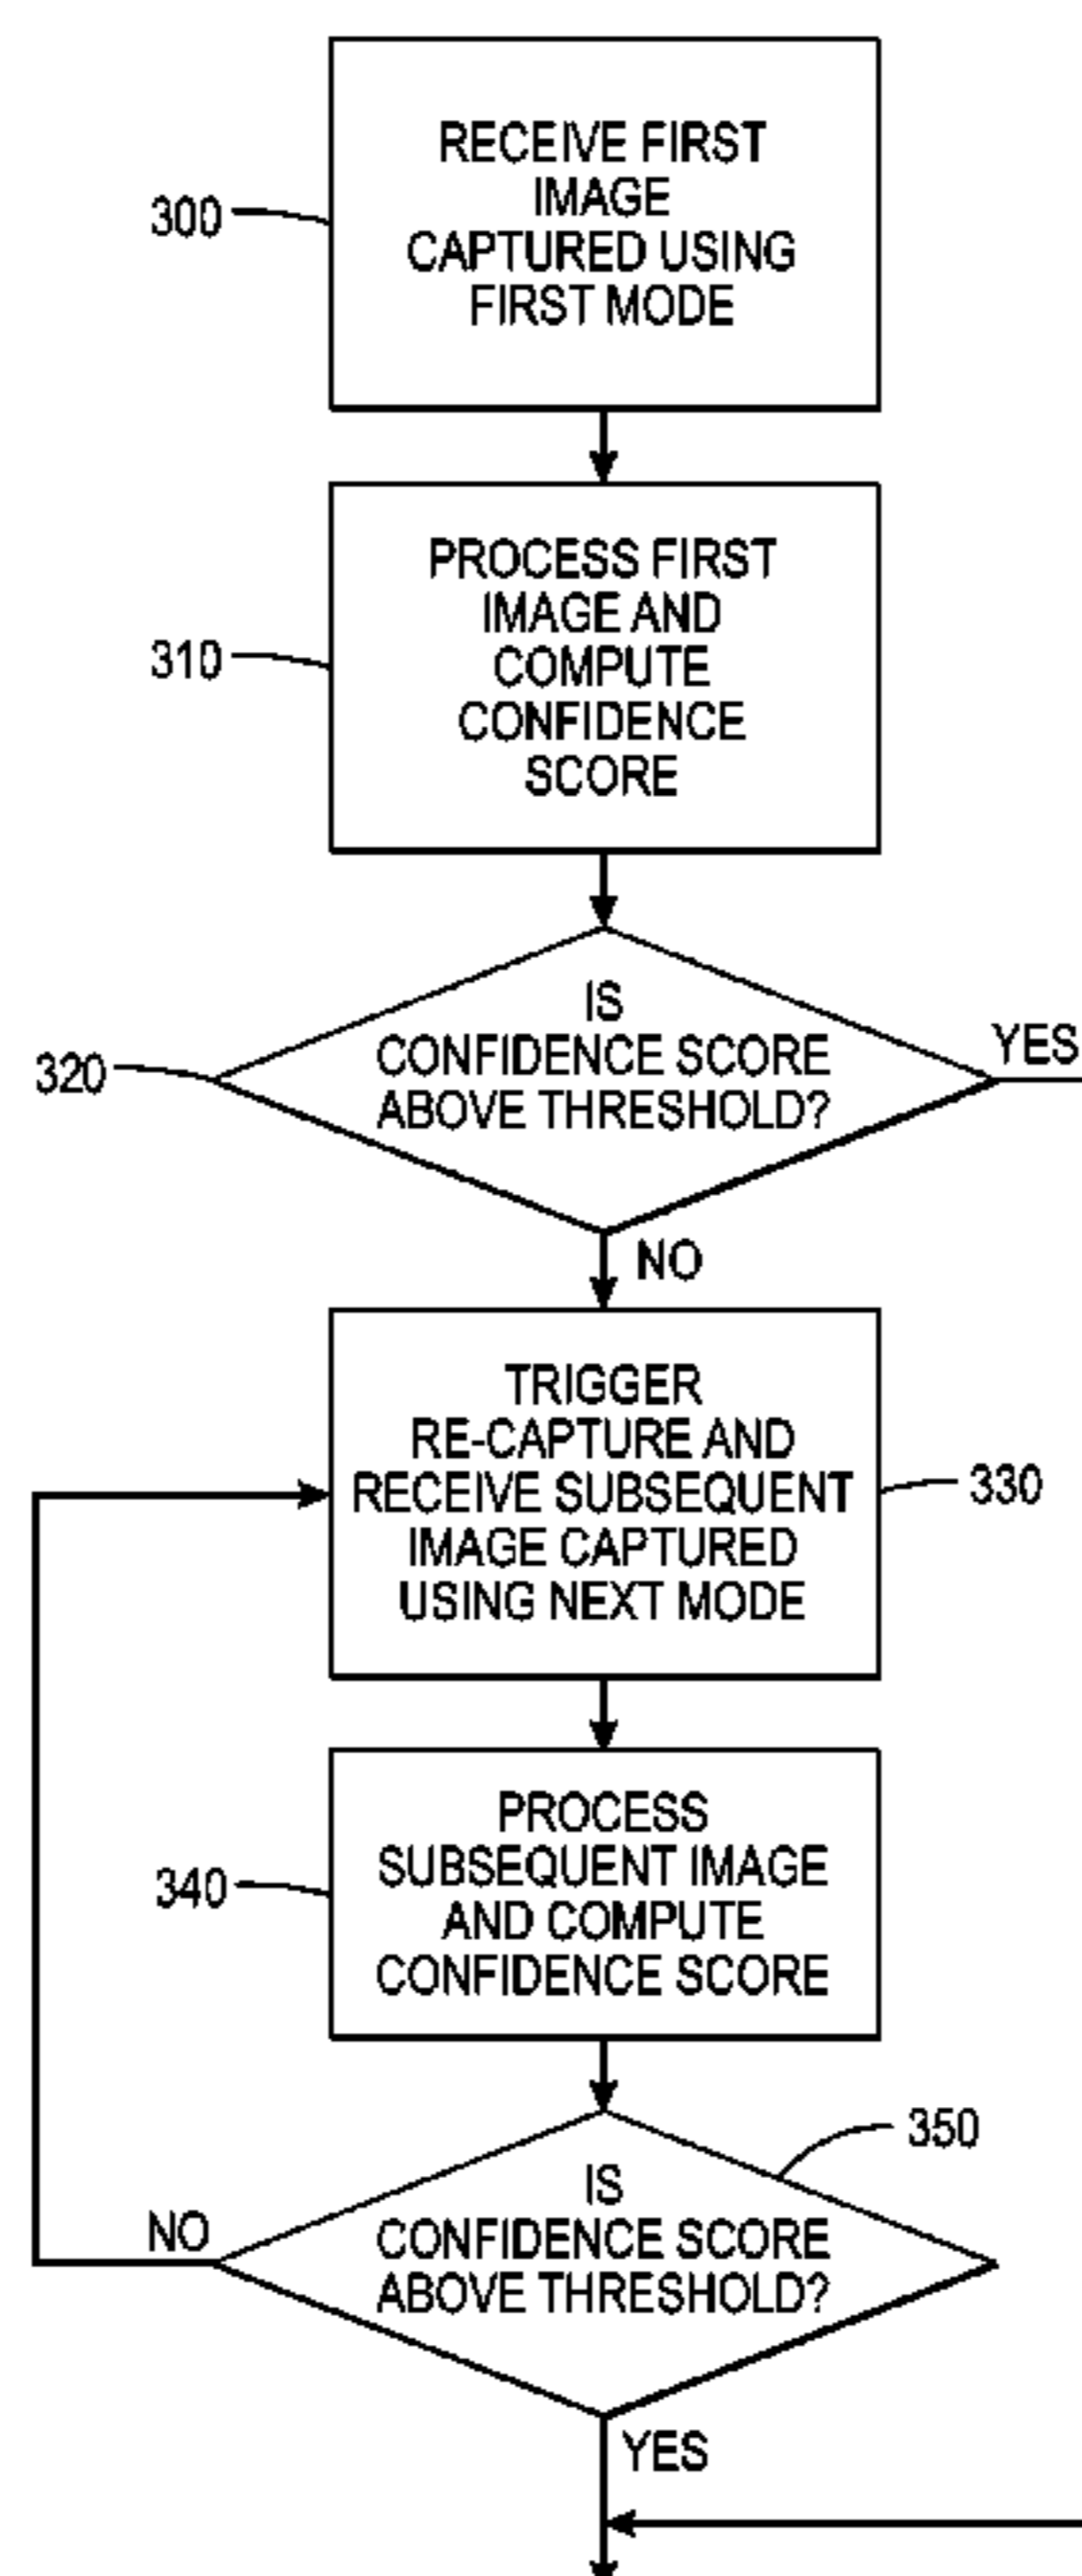 RECEIVE FIRST
IMAGE
CAPTURED USING
FIRST MODE
300
PROCESS FIRST
IMAGE AND
COMPUTE
CONFIDENCE
SCORE
310
IS
CONFIDENCE SCORE
ABOVE THRESHOLD?
320
YES
NO
TRIGGER
RE-CAPTURE AND
RECEIVE SUBSEQUENT
IMAGE CAPTURED
USING NEXT MODE
330
PROCESS
SUBSEQUENT IMAGE
AND COMPUTE
CONFIDENCE SCORE
340
350
IS
CONFIDENCE SCORE
ABOVE THRESHOLD?
NO
YES